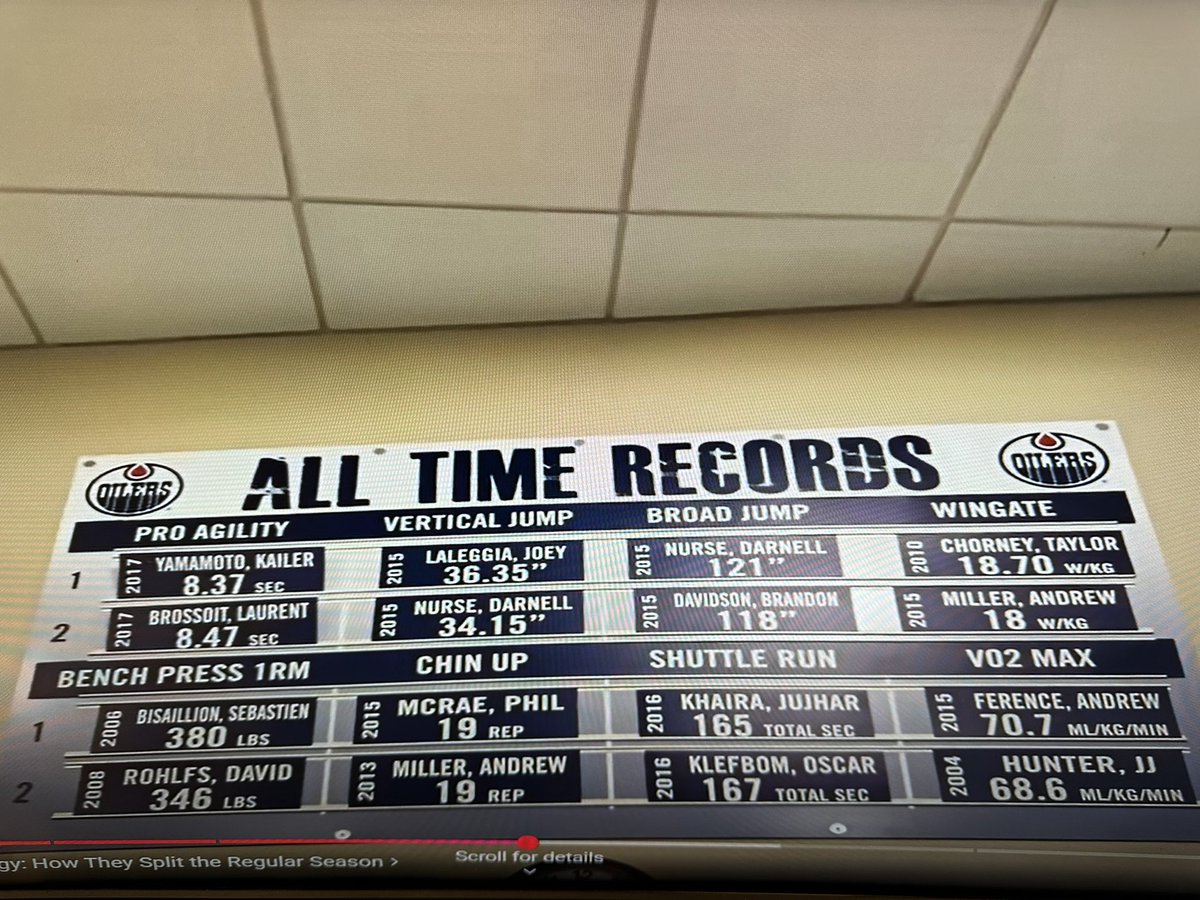 OILERS ALL TIME RECORDS OILERS
PRO AGILITY VERTICAL JUMP BROAD JUMP WINGATE
1 2017 YAMAMOTO, KAILER 8.37 SEC 2015 LALEGGIA, JOEY 36.35” 2015 NURSE, DARNELL 121” 2010 CHORNEY, TAYLOR 18.70 W/KG
2 2017 BROSSOIT, LAURENT 8.47 SEC 2015 NURSE, DARNELL 34.15” 2015 DAVIDSON, BRANDON 118” 2015 MILLER, ANDREW 18 W/KG
BENCH PRESS 1RM CHIN UP SHUTTLE RUN VO2 MAX
1 2006 BISAILLION, SEBASTIEN 380 LBS 2015 MCRAE, PHIL 19 REP 2016 KHAIRA, JUJHAR 165 TOTAL SEC 2015 FERENCE, ANDREW 70.7 ML/KG/MIN
2 2008 ROHLFS, DAVID 346 LBS 2013 MILLER, ANDREW 19 REP 2016 KLEFBOM, OSCAR 167 TOTAL SEC 2004 HUNTER, JJ 68.6 ML/KG/MIN
gy: How They Split the Regular Season > Scroll for details
12